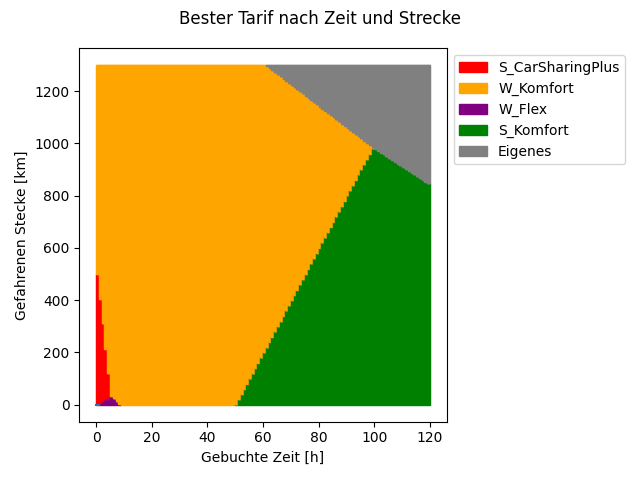 Bester Tarif nach Zeit und Strecke
S_CarSharingPlus
W_Komfort
W_Flex
S_Komfort
Eigenes
1200
1000
800
600
400
200
0
Gefahrenen Stecke [km]
0 20 40 60 80 100 120
Gebuchte Zeit [h]